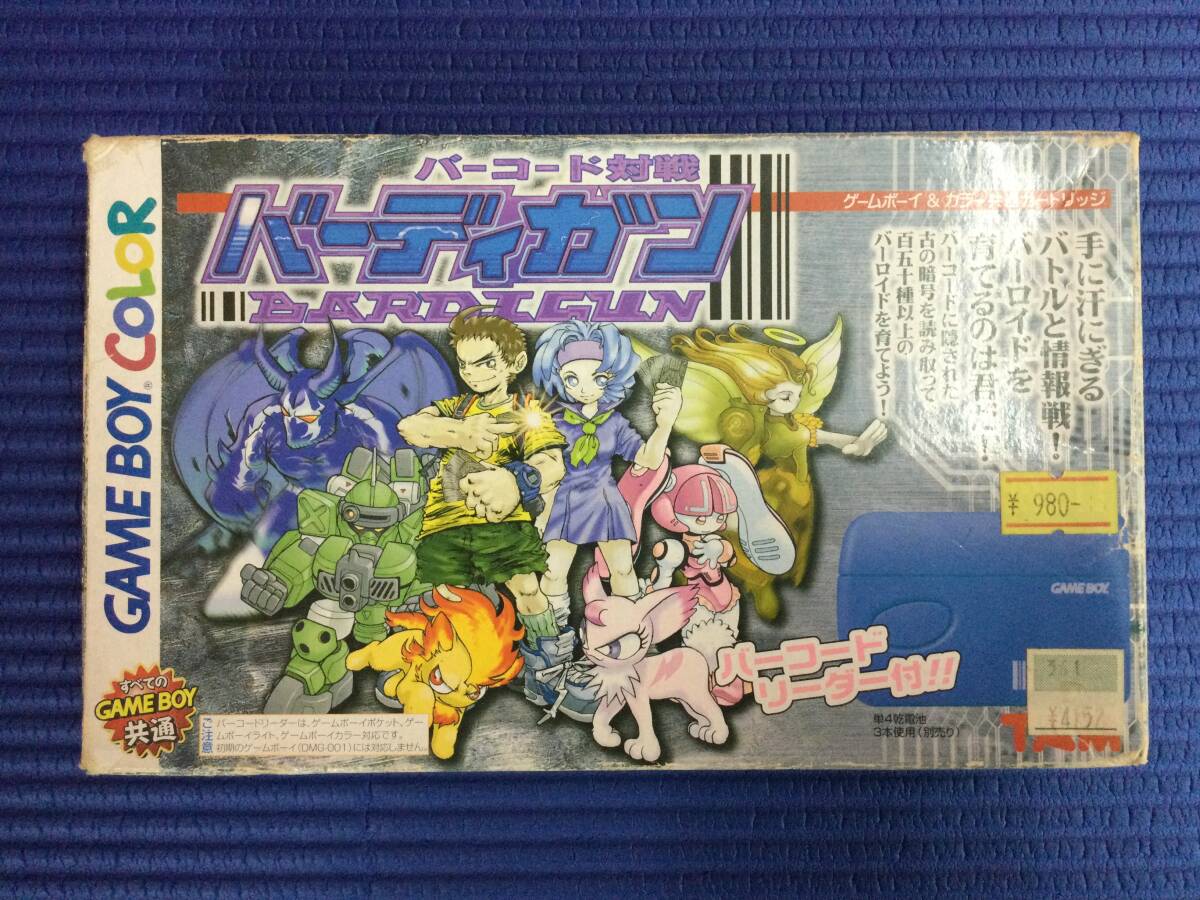 バーコード対戦
バーディガン
BARDIGUN
ゲームボーイ & カラー共通カートリッジ
手に汗にぎる
バトルと情報戦!
バーロイドを
育てるのは君だ!
バーコードに隠された
古の暗号を読み取って
百五十種以上の
バーロイドを育てよう!
GAME BOY COLOR
すべての
GAME BOY
共通
ご注意
バーコードリーダーは、ゲームボーイポケット、ゲー
ムボーイライト、ゲームボーイカラー対応です。
初期のゲームボーイ(DMG-001)には対応しません。
¥ 980-
GAME BOY
バーコード
リーダー付!!
単4乾電池
3本使用(別売り)
TAM